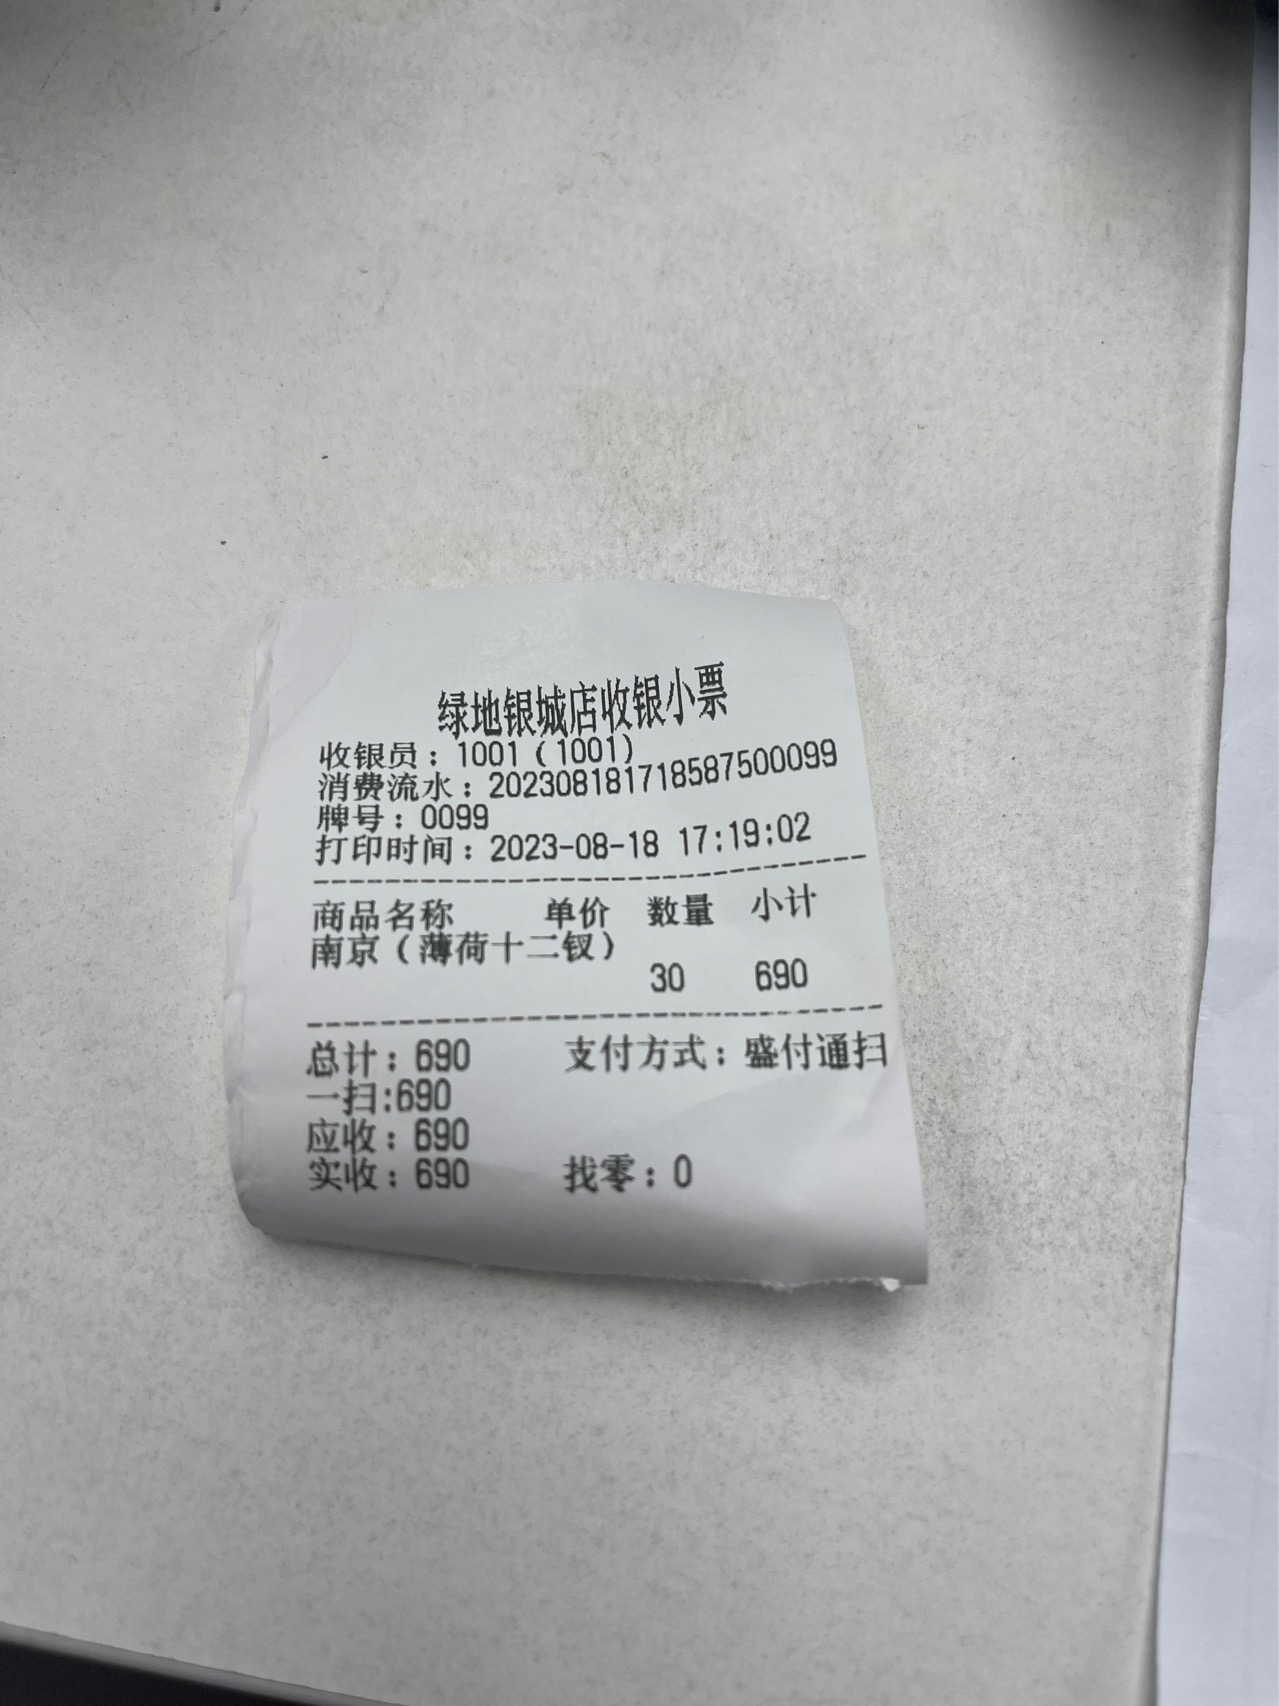 绿地银城店收银小票
收银员：1001（1001）
消费流水：202308181718587500099
牌号：0099
打印时间：2023-08-18 17:19:02
商品名称 单价 数量 小计
南京（薄荷十二钗）
30 690
总计：690 支付方式：盛付通扫
一扫:690
应收：690
实收：690 找零：0